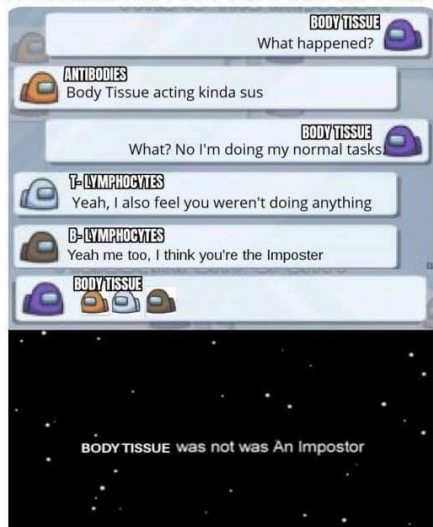 BODY TISSUE
What happened?
ANTIBODIES
Body Tissue acting kinda sus
BODY TISSUE
What? No I'm doing my normal tasks.
T- LYMPHOCYTES
Yeah, I also feel you weren't doing anything
B- LYMPHOCYTES
Yeah me too, I think you're the Imposter
BODY TISSUE
BODY TISSUE was not was An Impostor